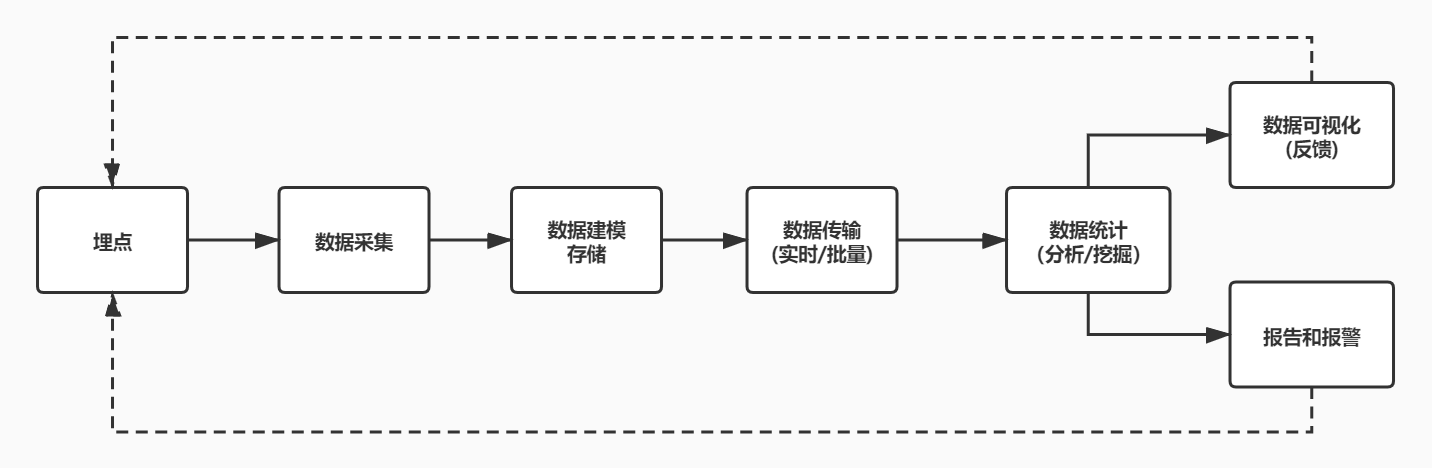 埋点
数据采集
数据建模
存储
数据传输
(实时/批量)
数据统计
(分析/挖掘)
数据可视化
(反馈)
报告和报警